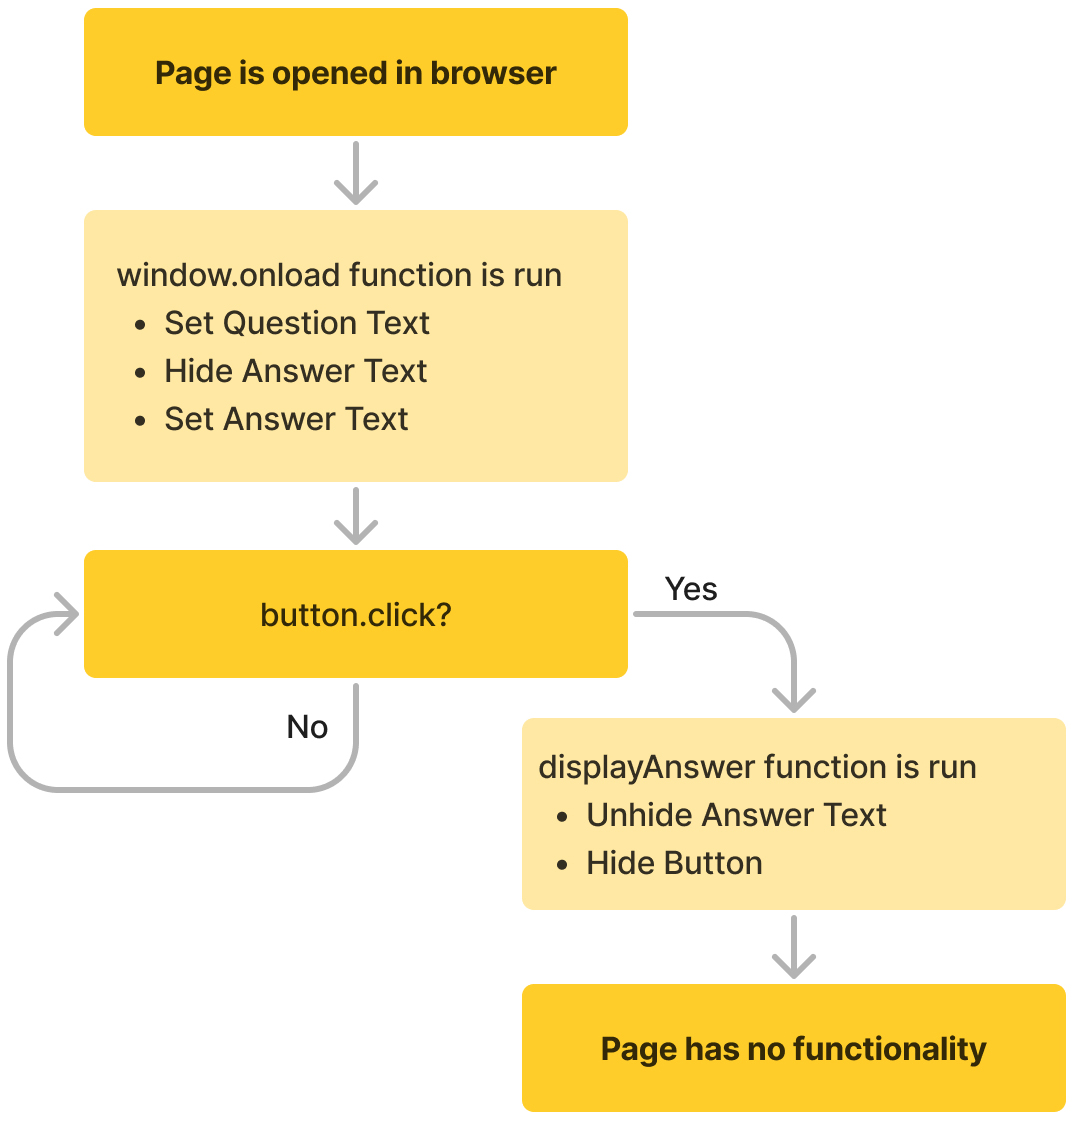 Page is opened in browser
window.onload function is run
• Set Question Text
• Hide Answer Text
• Set Answer Text
button.click?
Yes
No
displayAnswer function is run
• Unhide Answer Text
• Hide Button
Page has no functionality